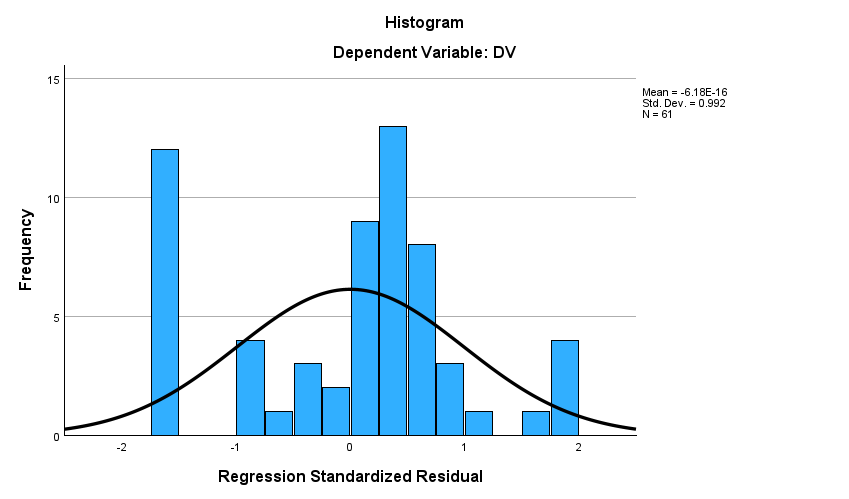 Histogram
Dependent Variable: DV
Mean = -6.18E-16
Std. Dev. = 0.992
N = 61
Frequency
15
10
5
0
-2 -1 0 1 2
Regression Standardized Residual